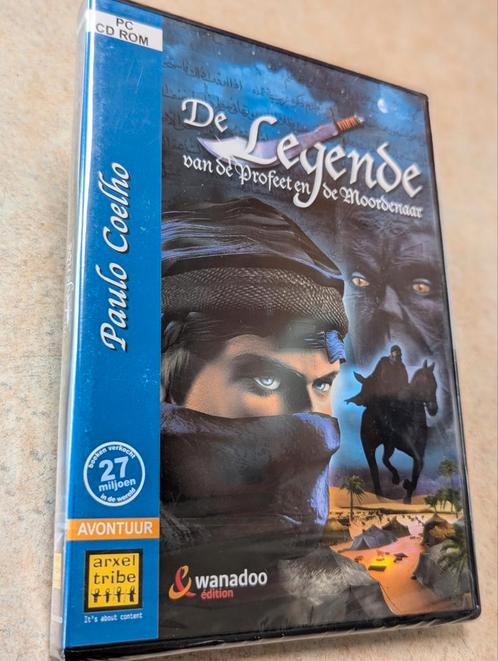 PC
CD ROM
De Legende
van de Profeet en de Moordenaar
Paulo Coelho
boeken verkocht
27
miljoen
in de wereld
AVONTUUR
arxel
tribe
It's about content
& wanadoo
édition